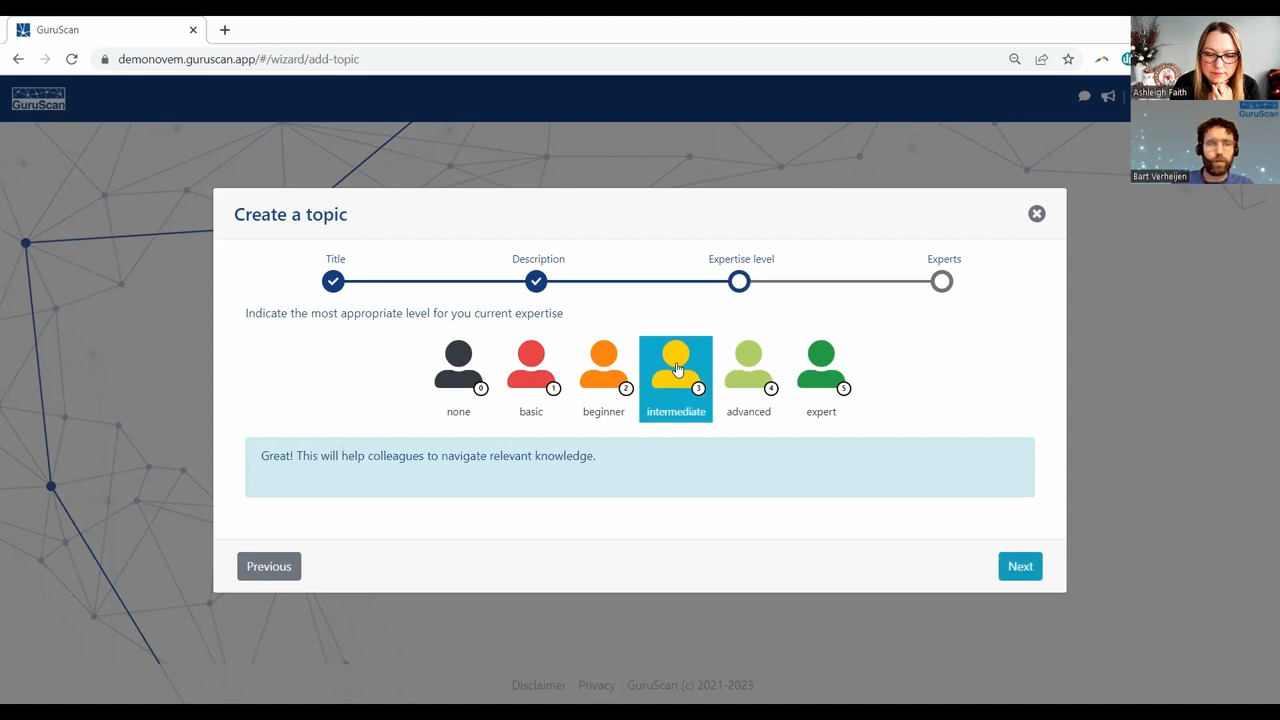 GuruScan
demonovem.guruscan.app/#/wizard/add-topic
GuruScan
Ashleigh Faith
GuruScan
Bart Verheijen
Create a topic
Title
Description
Expertise level
Experts
Indicate the most appropriate level for you current expertise
0
1
2
3
4
5
none
basic
beginner
intermediate
advanced
expert
Great! This will help colleagues to navigate relevant knowledge.
Previous
Next
Disclaimer Privacy GuruScan (c) 2021-2023